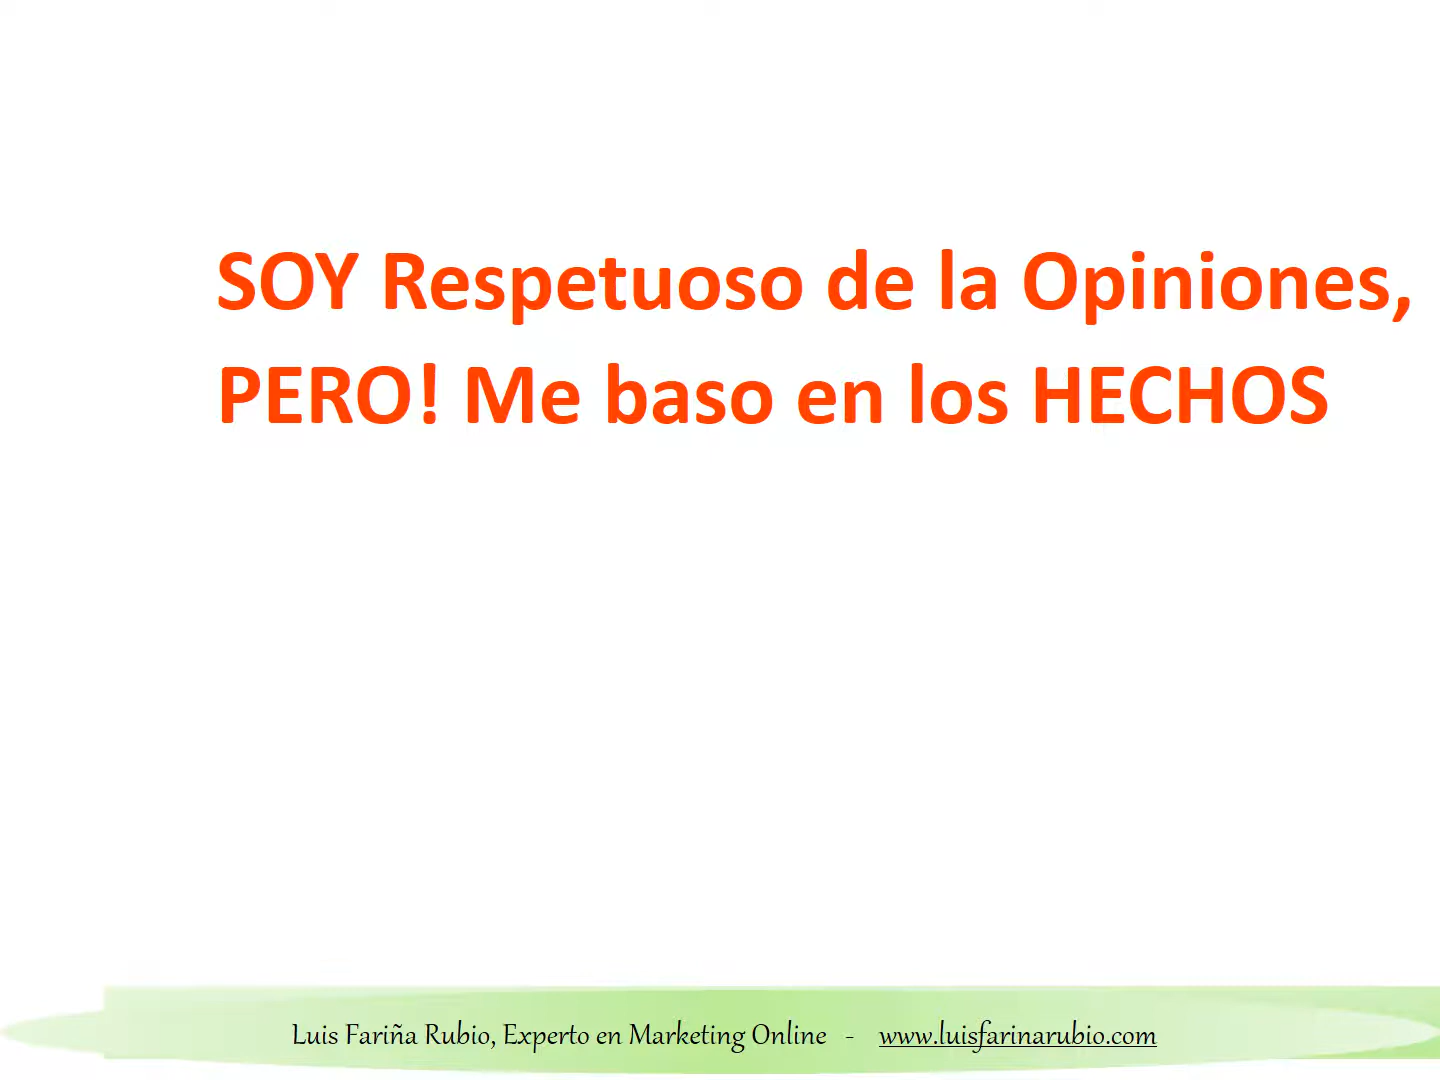 SOY Respetuoso de la Opiniones,
PERO! Me baso en los HECHOS
Luis Fariña Rubio, Experto en Marketing Online - www.luisfarinarubio.com